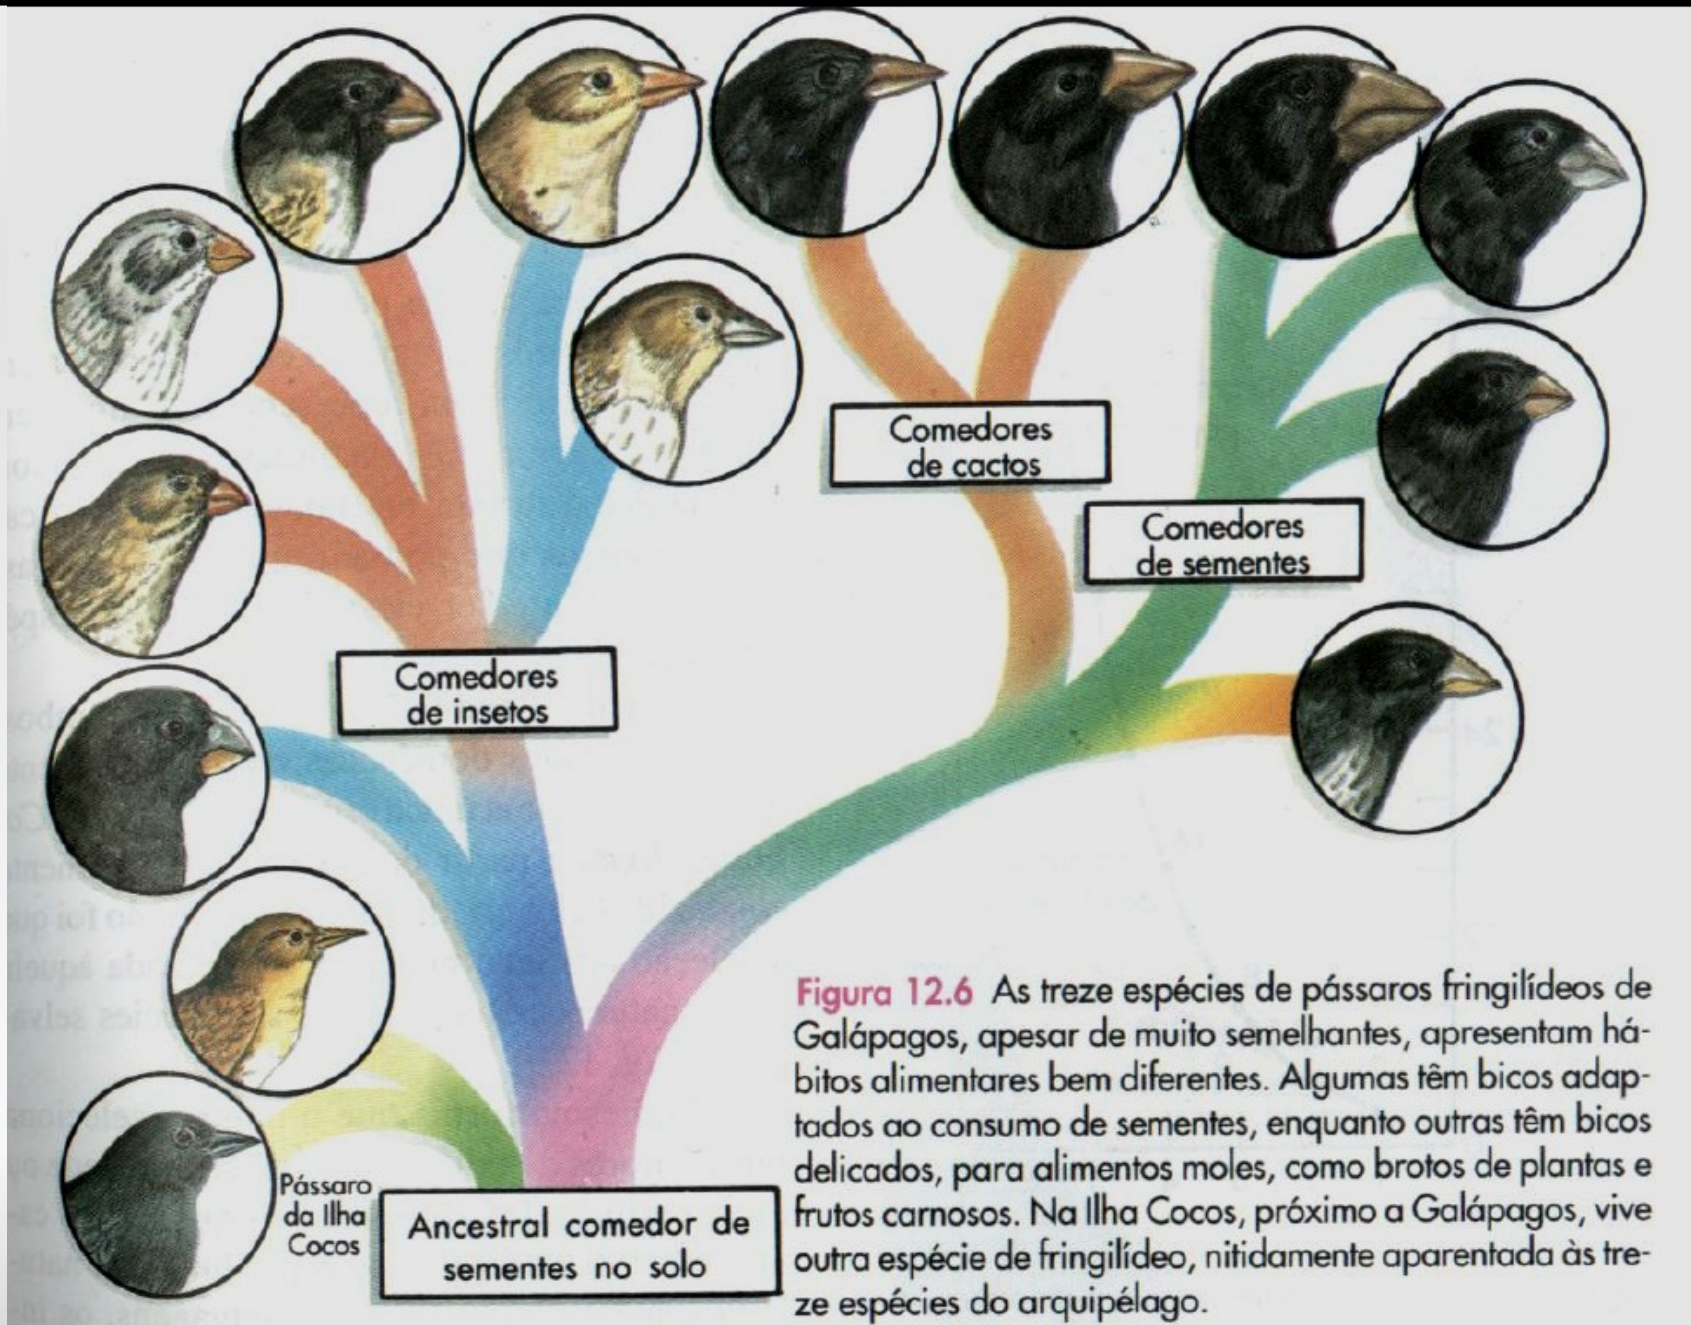 Comedores
de cactos
Comedores
de sementes
Comedores
de insetos
Pássaro
da Ilha
Cocos
Ancestral comedor de
sementes no solo
Figura 12.6 As treze espécies de pássaros fringilídeos de
Galápagos, apesar de muito semelhantes, apresentam há-
bitos alimentares bem diferentes. Algumas têm bicos adap-
tados ao consumo de sementes, enquanto outras têm bicos
delicados, para alimentos moles, como brotos de plantas e
frutos carnosos. Na Ilha Cocos, próximo a Galápagos, vive
outra espécie de fringilídeo, nitidamente aparentada às tre-
ze espécies do arquipélago.